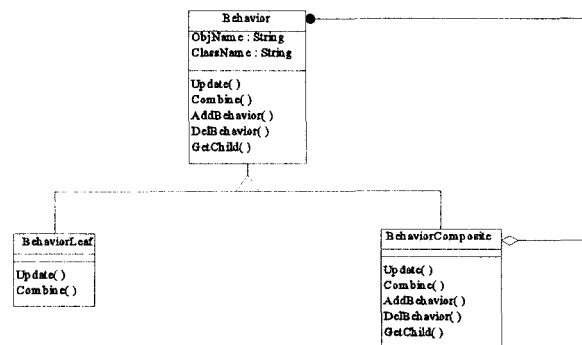 Behavior
ObjName : String
ClassName : String
Update( )
Combine( )
AddBehavior( )
DelBehavior( )
GetChild( )
BehaviorLeaf
Update( )
Combine( )
BehaviorComposite
Update( )
Combine( )
AddBehavior( )
DelBehavior( )
GetChild( )